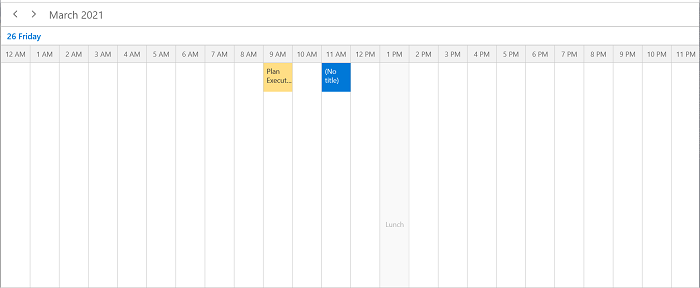 March 2021
26 Friday
12 AM 1 AM 2 AM 3 AM 4 AM 5 AM 6 AM 7 AM 8 AM 9 AM 10 AM 11 AM 12 PM 1 PM 2 PM 3 PM 4 PM 5 PM 6 PM 7 PM 8 PM 9 PM 10 PM 11 PM
Plan
Execut...
(No
title)
Lunch